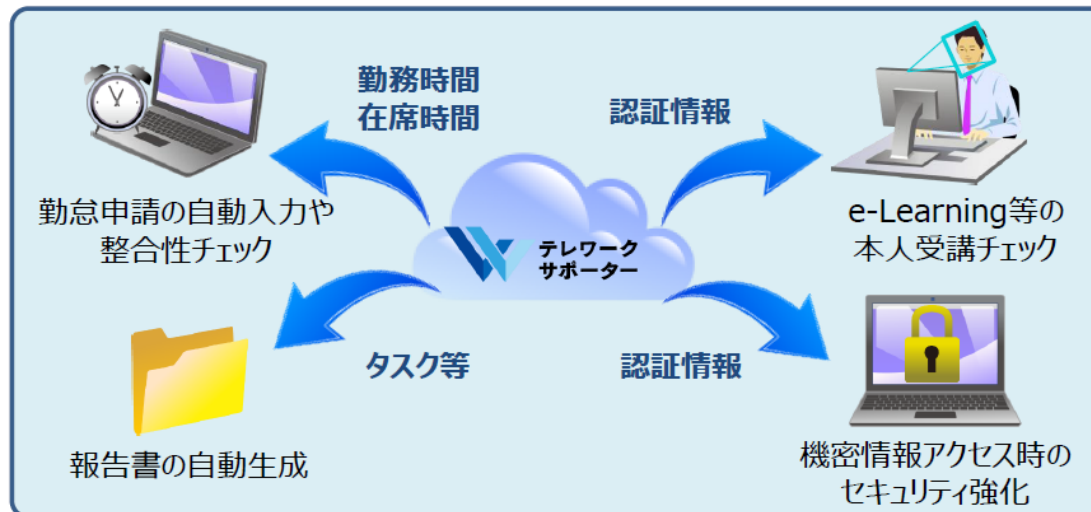 勤務時間
在席時間
認証情報
勤怠申請の自動入力や
整合性チェック
e-Learning等の
本人受講チェック
テレワーク
サポーター
タスク等
認証情報
報告書の自動生成
機密情報アクセス時の
セキュリティ強化